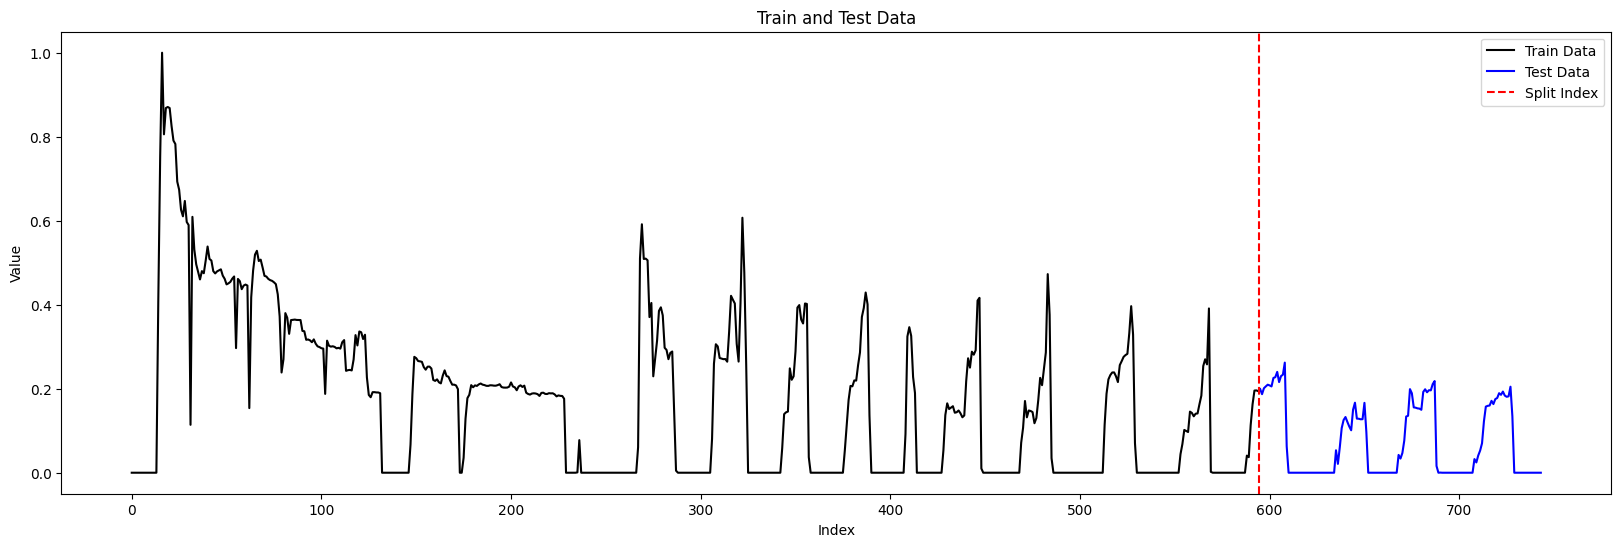 Train and Test Data
Train Data
Test Data
Split Index
Value
1.0
0.8
0.6
0.4
0.2
0.0
0 100 200 300 400 500 600 700
Index